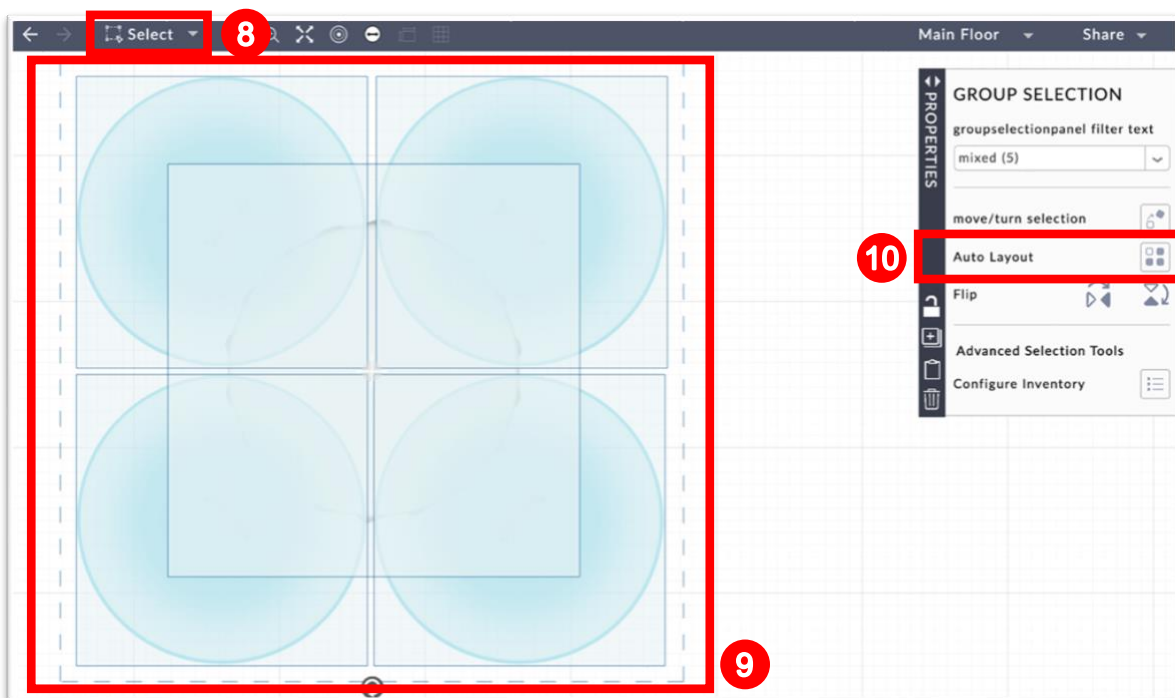 Select
8
Main Floor
Share
PROPERTIES
GROUP SELECTION
groupselectionpanel filter text
mixed (5)
move/turn selection
10
Auto Layout
Flip
Advanced Selection Tools
Configure Inventory
9